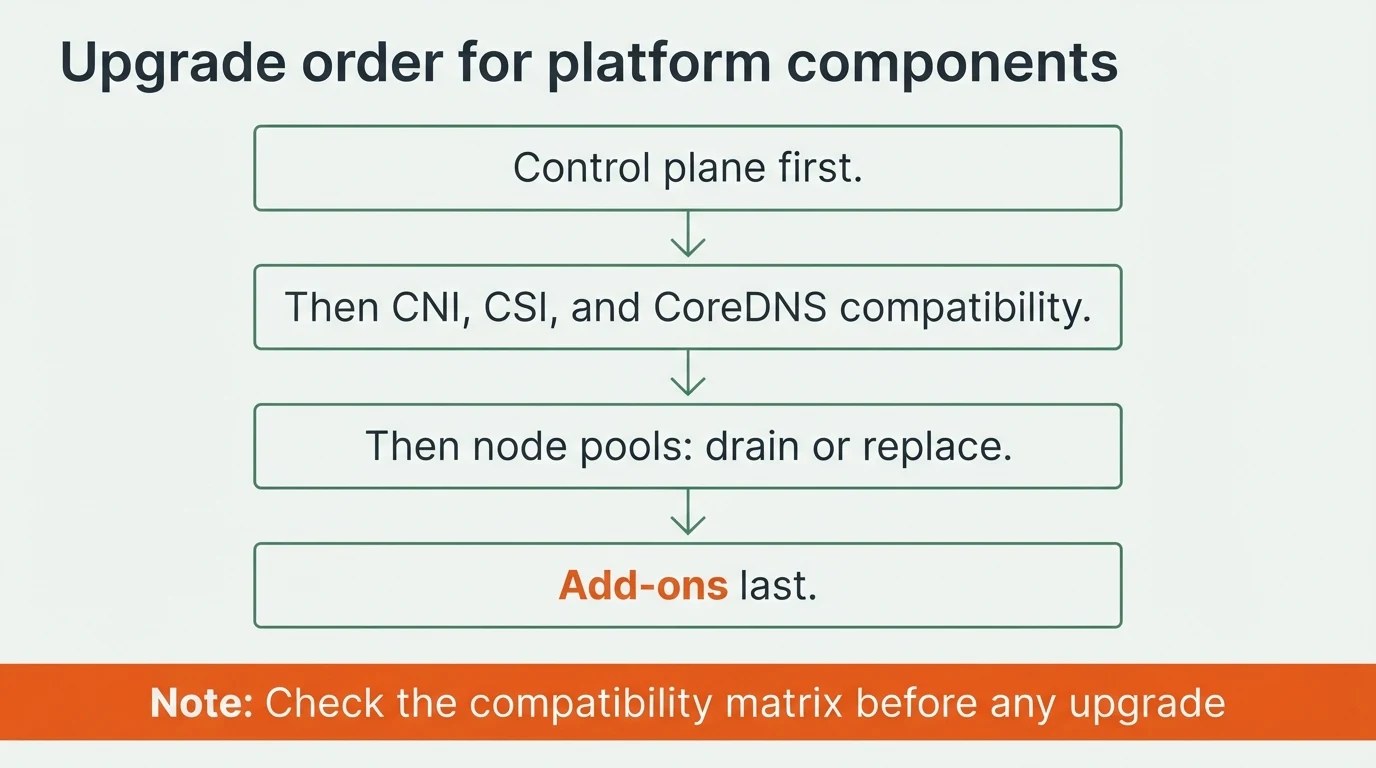 Upgrade order for platform components
Control plane first.
Then CNI, CSI, and CoreDNS compatibility.
Then node pools: drain or replace.
Add-ons last.
Note: Check the compatibility matrix before any upgrade